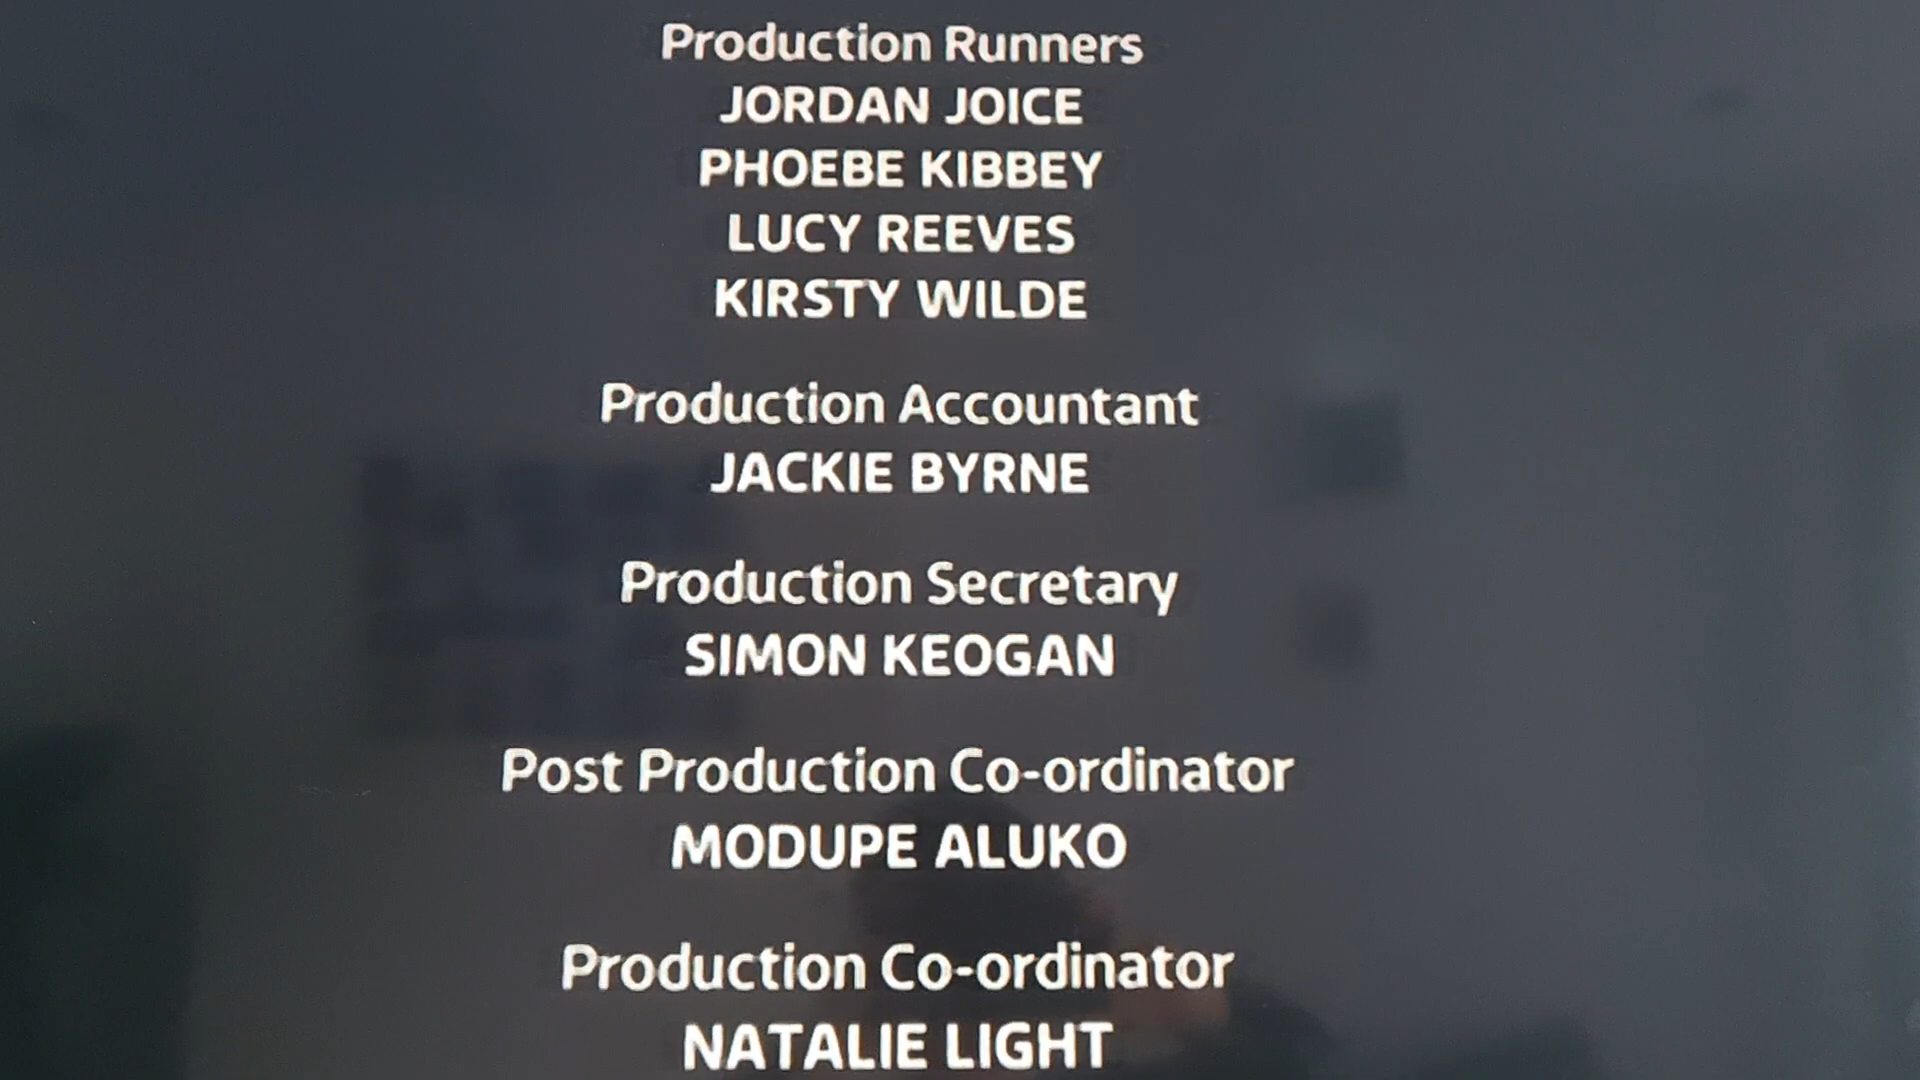 Production Runners
JORDAN JOICE
PHOEBE KIBBEY
LUCY REEVES
KIRSTY WILDE
Production Accountant
JACKIE BYRNE
Production Secretary
SIMON KEOGAN
Post Production Co-ordinator
MODUPE ALUKO
Production Co-ordinator
NATALIE LIGHT